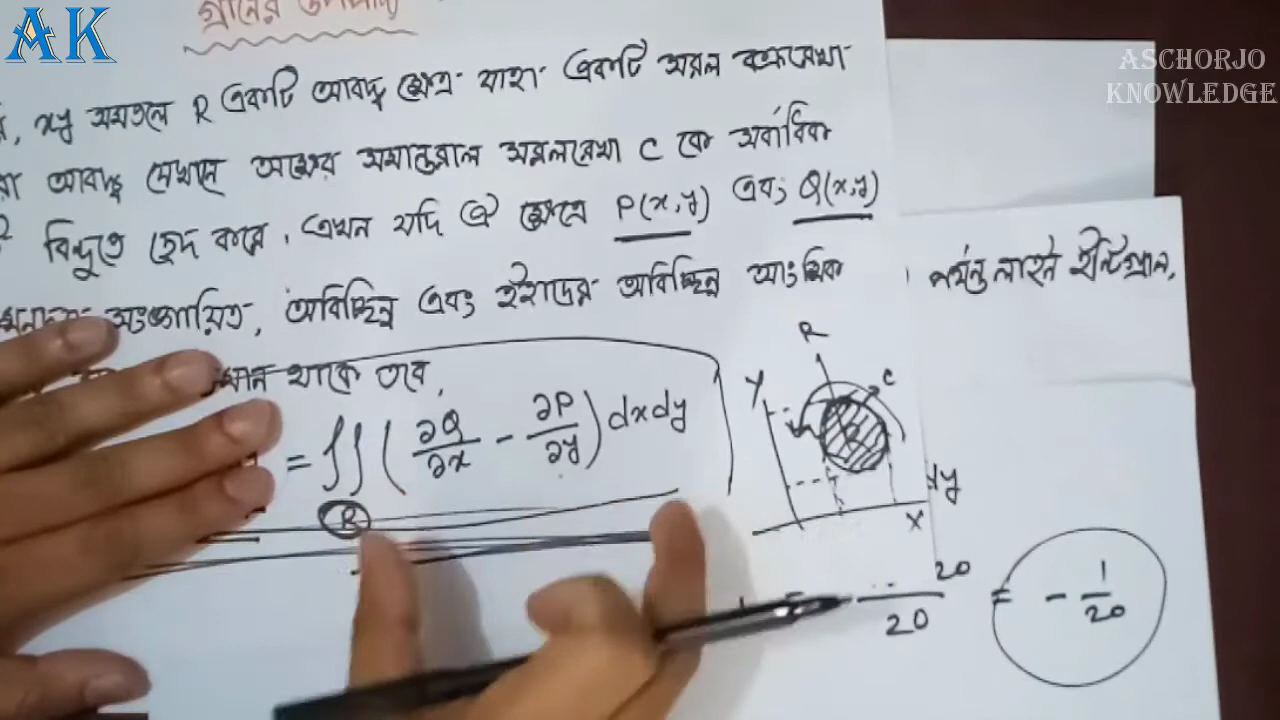 AK
ASCHORJO
KNOWLEDGE
গ্রীনের উপপাদ্য
, xy সমতলে R একটি আবদ্ধ ক্ষেত্র যাহা একটি সরল বক্ররেখা
রা আবদ্ধ যেখানে অক্ষের সমান্তরাল সরলরেখা C কে সর্বাধিক
বিন্দুতে ছেদ করে, এখন যদি ঐ ক্ষেত্রে P(x,y) এবং Q(x,y)
সংজ্ঞায়িত, অবিচ্ছিন্ন এবং ইহাদের অবিচ্ছিন্ন আংশিক
থাকে তবে,
= ∬ ( ∂Q/∂x - ∂P/∂y ) dxdy
R
পর্যন্ত লাইন ইন্টিগ্রাল,
R
Y
C
X
dy
20
20
= - 1/20